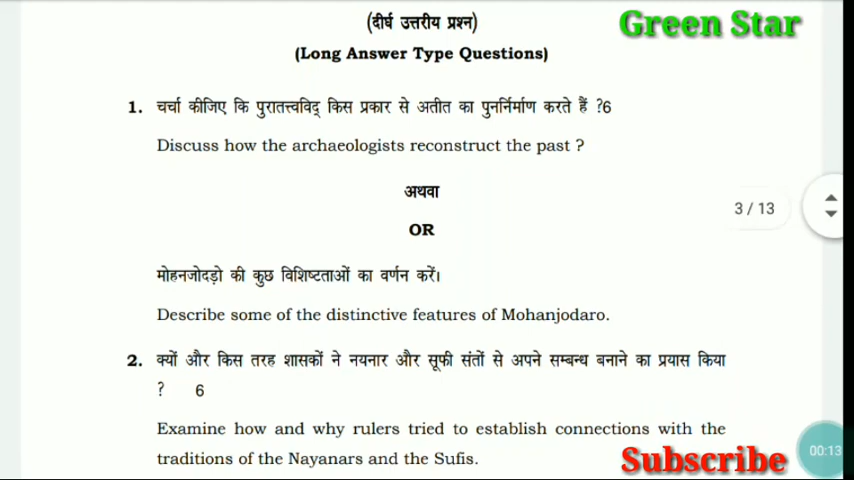 (दीर्घ उत्तरीय प्रश्न)
Green Star
(Long Answer Type Questions)
1. चर्चा कीजिए कि पुरातत्त्वविद् किस प्रकार से अतीत का पुनर्निर्माण करते हैं ?6
Discuss how the archaeologists reconstruct the past ?
अथवा
3 / 13
OR
मोहनजोदड़ो की कुछ विशिष्टताओं का वर्णन करें।
Describe some of the distinctive features of Mohanjodaro.
2. क्यों और किस तरह शासकों ने नयनार और सूफी संतों से अपने सम्बन्ध बनाने का प्रयास किया
? 6
Examine how and why rulers tried to establish connections with the
traditions of the Nayanars and the Sufis.
Subscribe
00:13